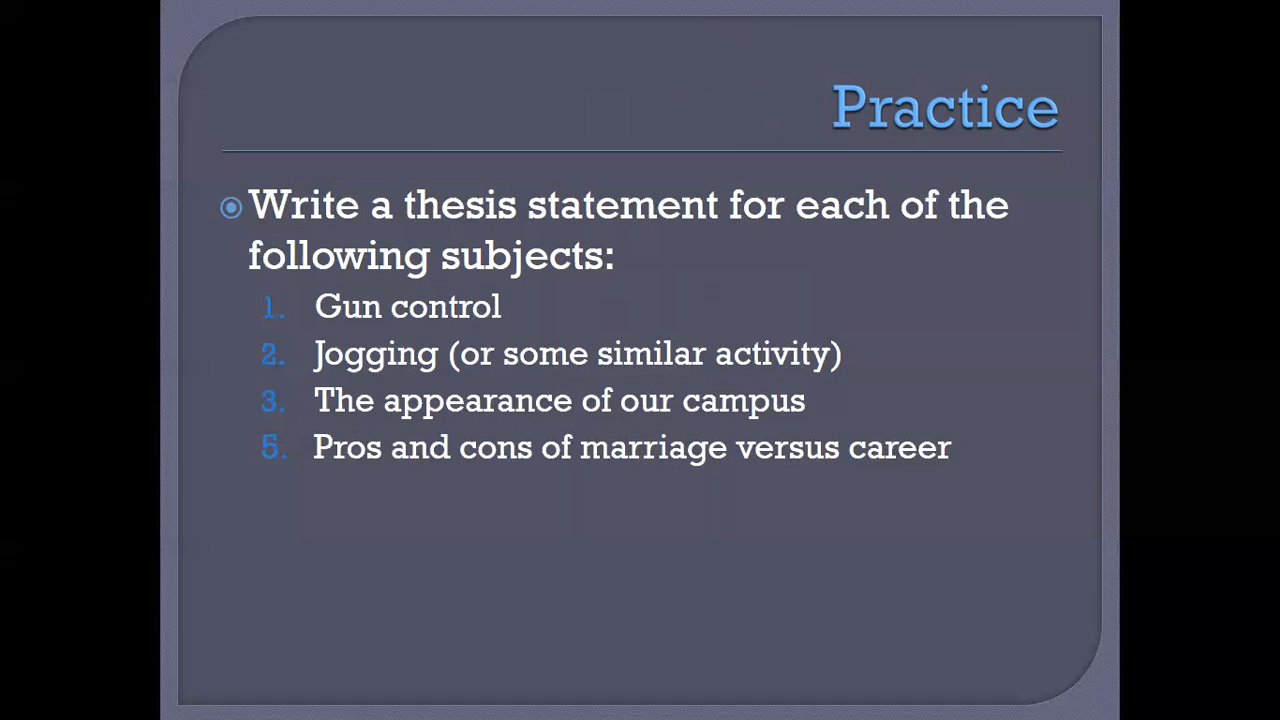 Practice
Write a thesis statement for each of the
following subjects:
1. Gun control
2. Jogging (or some similar activity)
3. The appearance of our campus
5. Pros and cons of marriage versus career